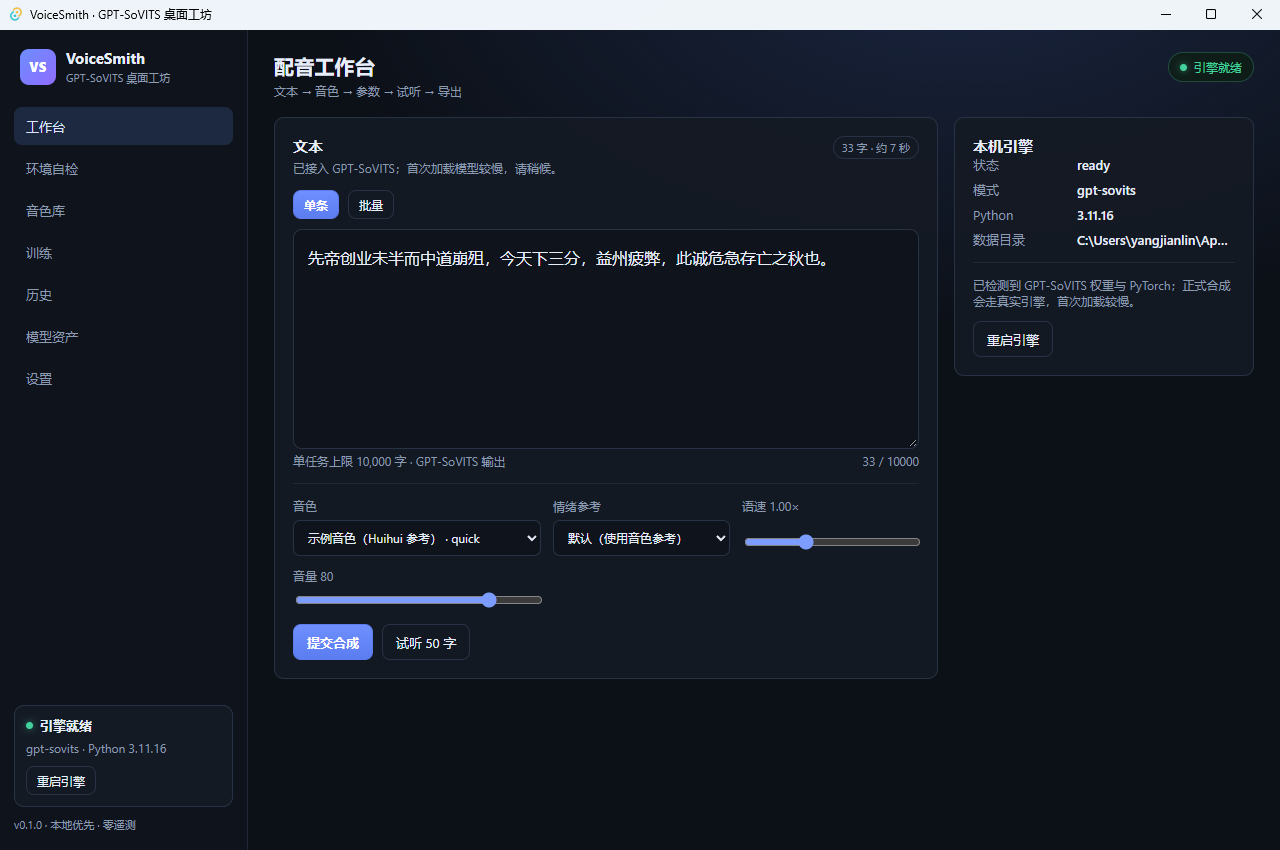 VoiceSmith · GPT-SoVITS 桌面工坊
VS
VoiceSmith
GPT-SoVITS 桌面工坊
工作台
环境自检
音色库
训练
历史
模型资产
设置
引擎就绪
gpt-sovits · Python 3.11.16
重启引擎
v0.1.0 · 本地优先 · 零遥测
配音工作台
文本 → 音色 → 参数 → 试听 → 导出
引擎就绪
文本
33 字 · 约 7 秒
已接入 GPT-SoVITS；首次加载模型较慢，请稍候。
单条
批量
先帝创业未半而中道崩殂，今天下三分，益州疲弊，此诚危急存亡之秋也。
单任务上限 10,000 字 · GPT-SoVITS 输出
33 / 10000
音色
情绪参考
语速 1.00×
示例音色（Huihui 参考） · quick
默认（使用音色参考）
音量 80
提交合成
试听 50 字
本机引擎
状态 ready
模式 gpt-sovits
Python 3.11.16
数据目录 C:\Users\yangjianlin\Ap...
已检测到 GPT-SoVITS 权重与 PyTorch；正式合成
会走真实引擎，首次加载较慢。
重启引擎